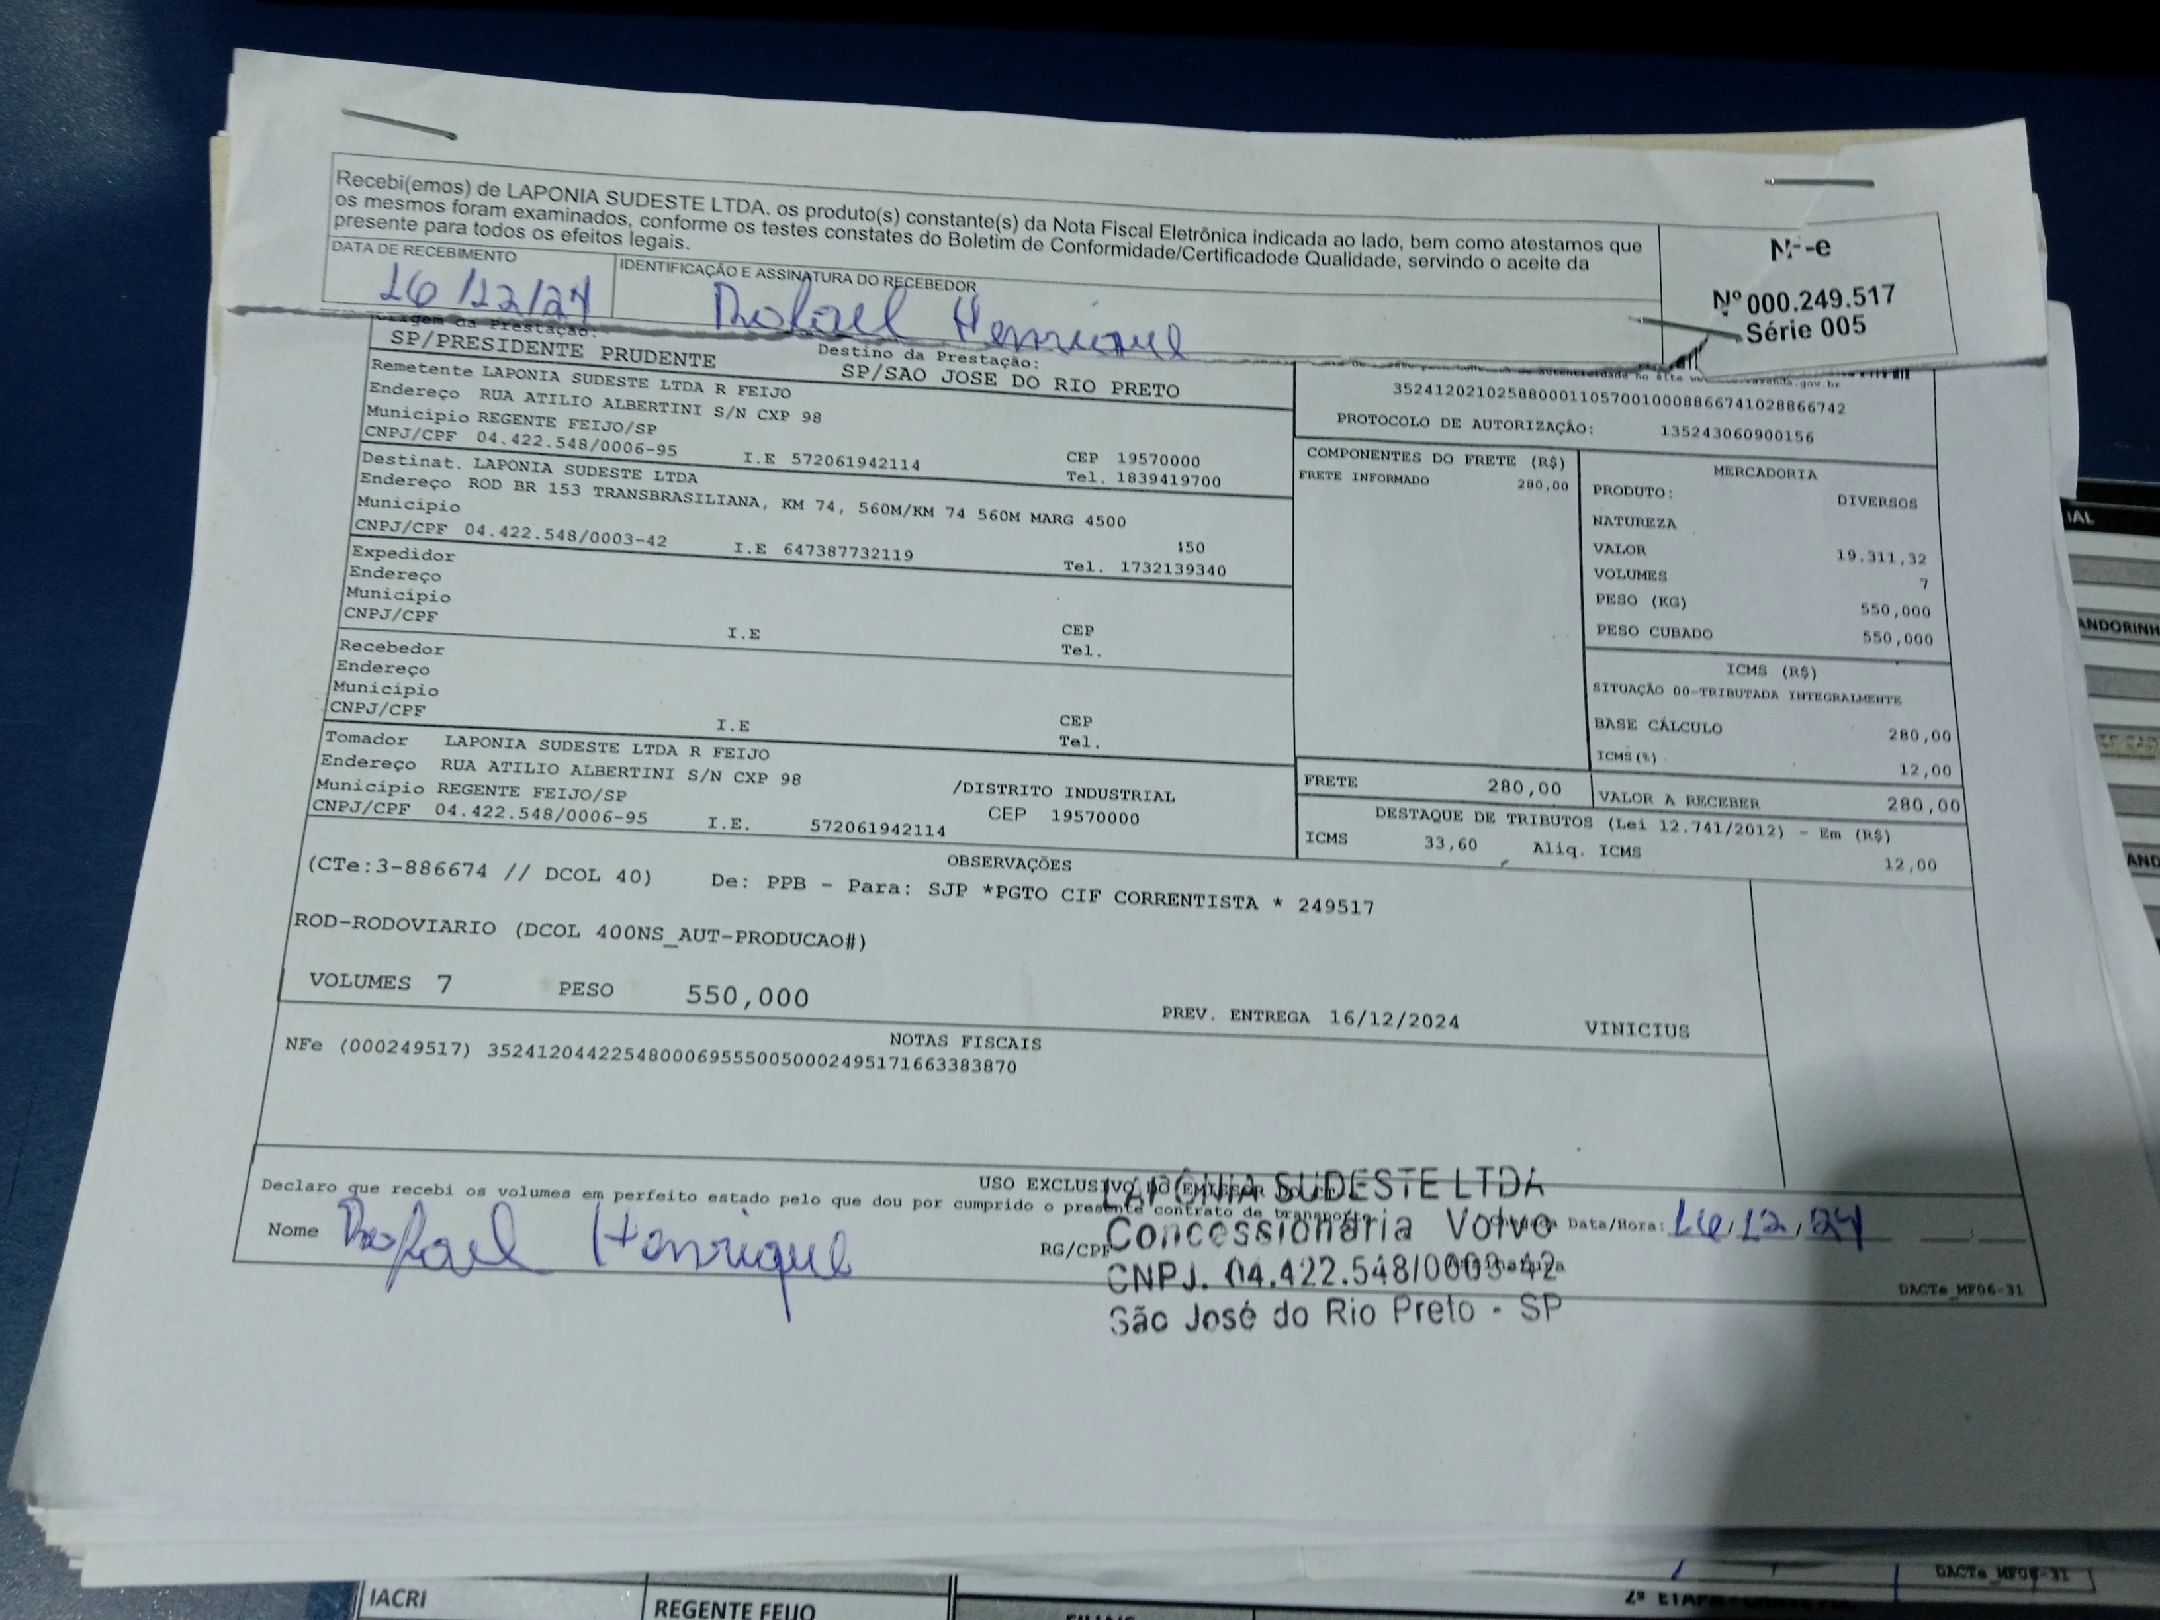 Recebi(emos) de LAPONIA SUDESTE LTDA. os produto(s) constante(s) da Nota Fiscal Eletrônica indicada ao lado, bem como atestamos que
os mesmos foram examinados, conforme os testes constates do Boletim de Conformidade/Certificadode Qualidade, servindo o aceite da
presente para todos os efeitos legais.
DATA DE RECEBIMENTO
IDENTIFICAÇÃO E ASSINATURA DO RECEBEDOR
16/12/24
Rafael Henrique
NF-e
Nº 000.249.517
Série 005
Origem da Prestação:
SP/PRESIDENTE PRUDENTE
Destino da Prestação:
SP/SAO JOSE DO RIO PRETO
Remetente LAPONIA SUDESTE LTDA R FEIJO
Endereço RUA ATILIO ALBERTINI S/N CXP 98
Município REGENTE FEIJO/SP
CEP 19570000
CNPJ/CPF 04.422.548/0006-95 I.E 572061942114
Tel. 1839419700
Destinat. LAPONIA SUDESTE LTDA
Endereço ROD BR 153 TRANSBRASILIANA, KM 74, 560M/KM 74 560M MARG 4500
Município
150
CNPJ/CPF 04.422.548/0003-42 I.E 647387732119 Tel. 1732139340
Expedidor
Endereço
Município CEP
CNPJ/CPF I.E Tel.
Recebedor
Endereço
Município CEP
CNPJ/CPF I.E Tel.
Tomador LAPONIA SUDESTE LTDA R FEIJO
Endereço RUA ATILIO ALBERTINI S/N CXP 98 /DISTRITO INDUSTRIAL
Município REGENTE FEIJO/SP CEP 19570000
CNPJ/CPF 04.422.548/0006-95 I.E. 572061942114
35241202102588000110570010008866741028866742
PROTOCOLO DE AUTORIZAÇÃO: 135243060900156
COMPONENTES DO FRETE (R$)
FRETE INFORMADO 280,00
MERCADORIA
PRODUTO: DIVERSOS
NATUREZA
VALOR 19.311,32
VOLUMES 7
PESO (KG) 550,000
PESO CUBADO 550,000
ICMS (R$)
SITUAÇÃO 00-TRIBUTADA INTEGRALMENTE
BASE CÁLCULO 280,00
ICMS(%) 12,00
FRETE 280,00
VALOR A RECEBER 280,00
DESTAQUE DE TRIBUTOS (Lei 12.741/2012) - Em (R$)
ICMS 33,60 Aliq. ICMS 12,00
OBSERVAÇÕES
(CTe:3-886674 // DCOL 40) De: PPB - Para: SJP *PGTO CIF CORRENTISTA * 249517
ROD-RODOVIARIO (DCOL 400NS_AUT-PRODUCAO#)
VOLUMES 7 PESO 550,000
PREV. ENTREGA 16/12/2024 VINICIUS
NOTAS FISCAIS
NFe (000249517) 35241204422548000695550050002495171663383870
USO EXCLUSIVO DO EMISSOR
Declaro que recebi os volumes em perfeito estado pelo que dou por cumprido o presente contrato de transporte
Nome Rafael Henrique
RG/CPF
Data/Hora: 16/12/24
LAPÔNIA SUDESTE LTDA
Concessionária Volvo
CNPJ. 04.422.548/0003-42
São José do Rio Preto - SP
DACTe_MF06-31
DACTe_MF06-31
IACRI
REGENTE FEIJO
ANDORINH